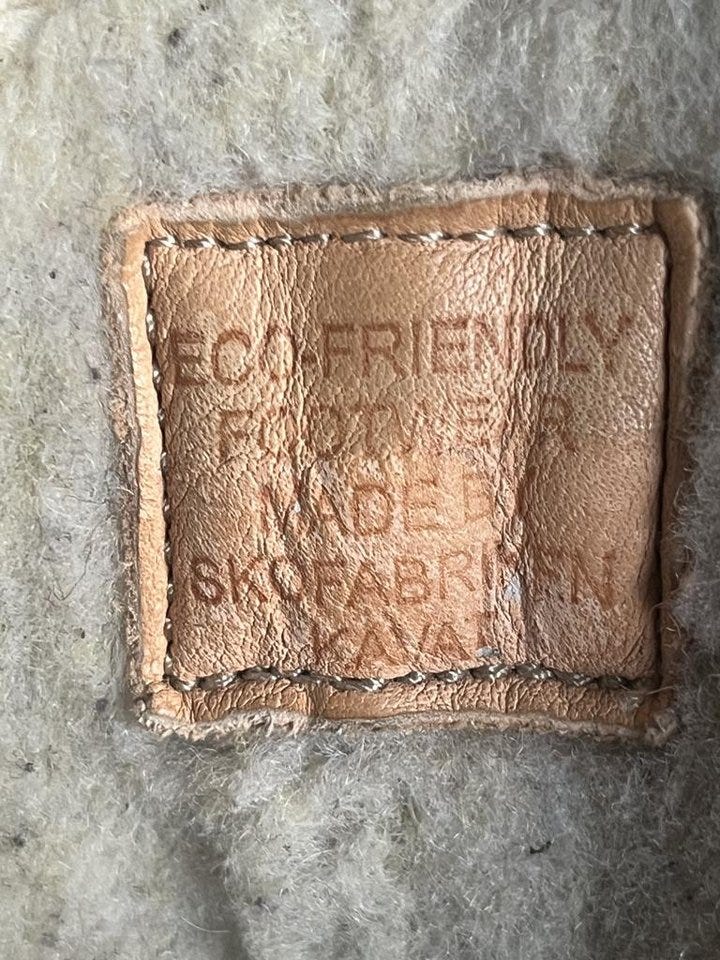 ECO-FRIENDLY
FOOTWEAR
MADE BY
SKOFABRIKEN
KAVAT